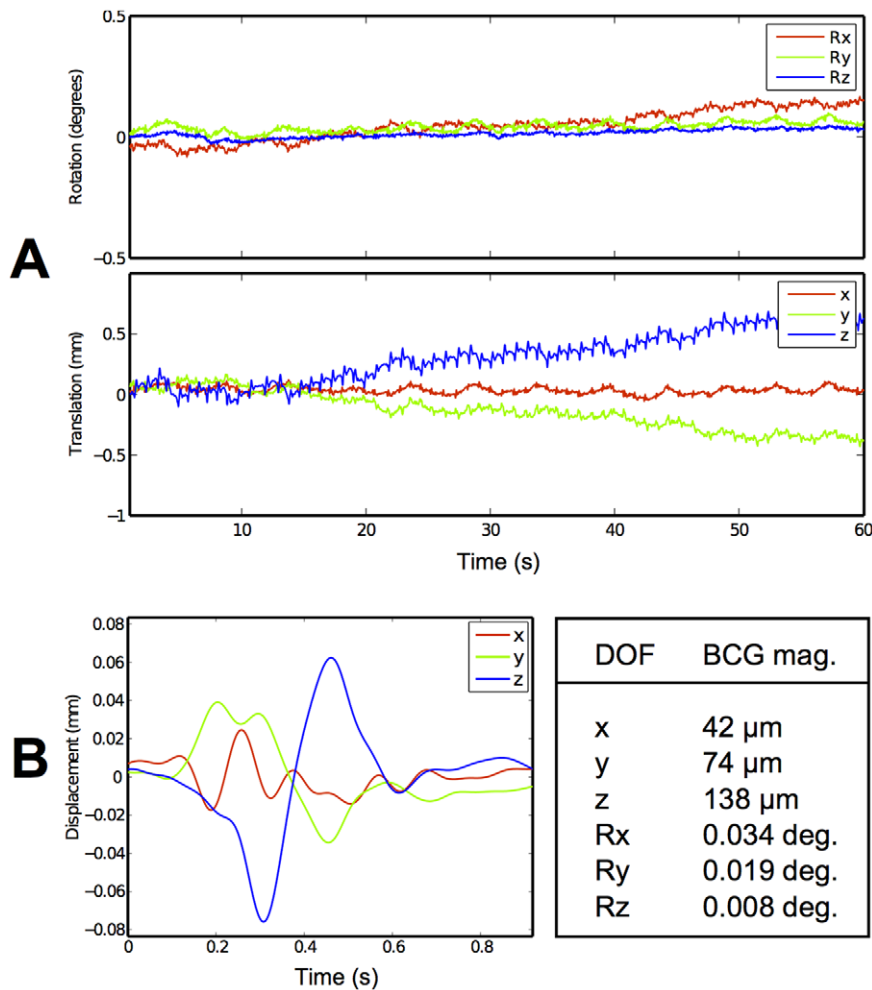 A
0.5
0
−0.5
Rotation (degrees)
Rx
Ry
Rz
0.5
0
−0.5
−1
Translation (mm)
x
y
z
10 20 30 40 50 60
Time (s)
B
0.08
0.06
0.04
0.02
0
−0.02
−0.04
−0.06
−0.08
Displacement (mm)
x
y
z
0 0.2 0.4 0.6 0.8
Time (s)
DOF BCG mag.
x 42 μm
y 74 μm
z 138 μm
Rx 0.034 deg.
Ry 0.019 deg.
Rz 0.008 deg.